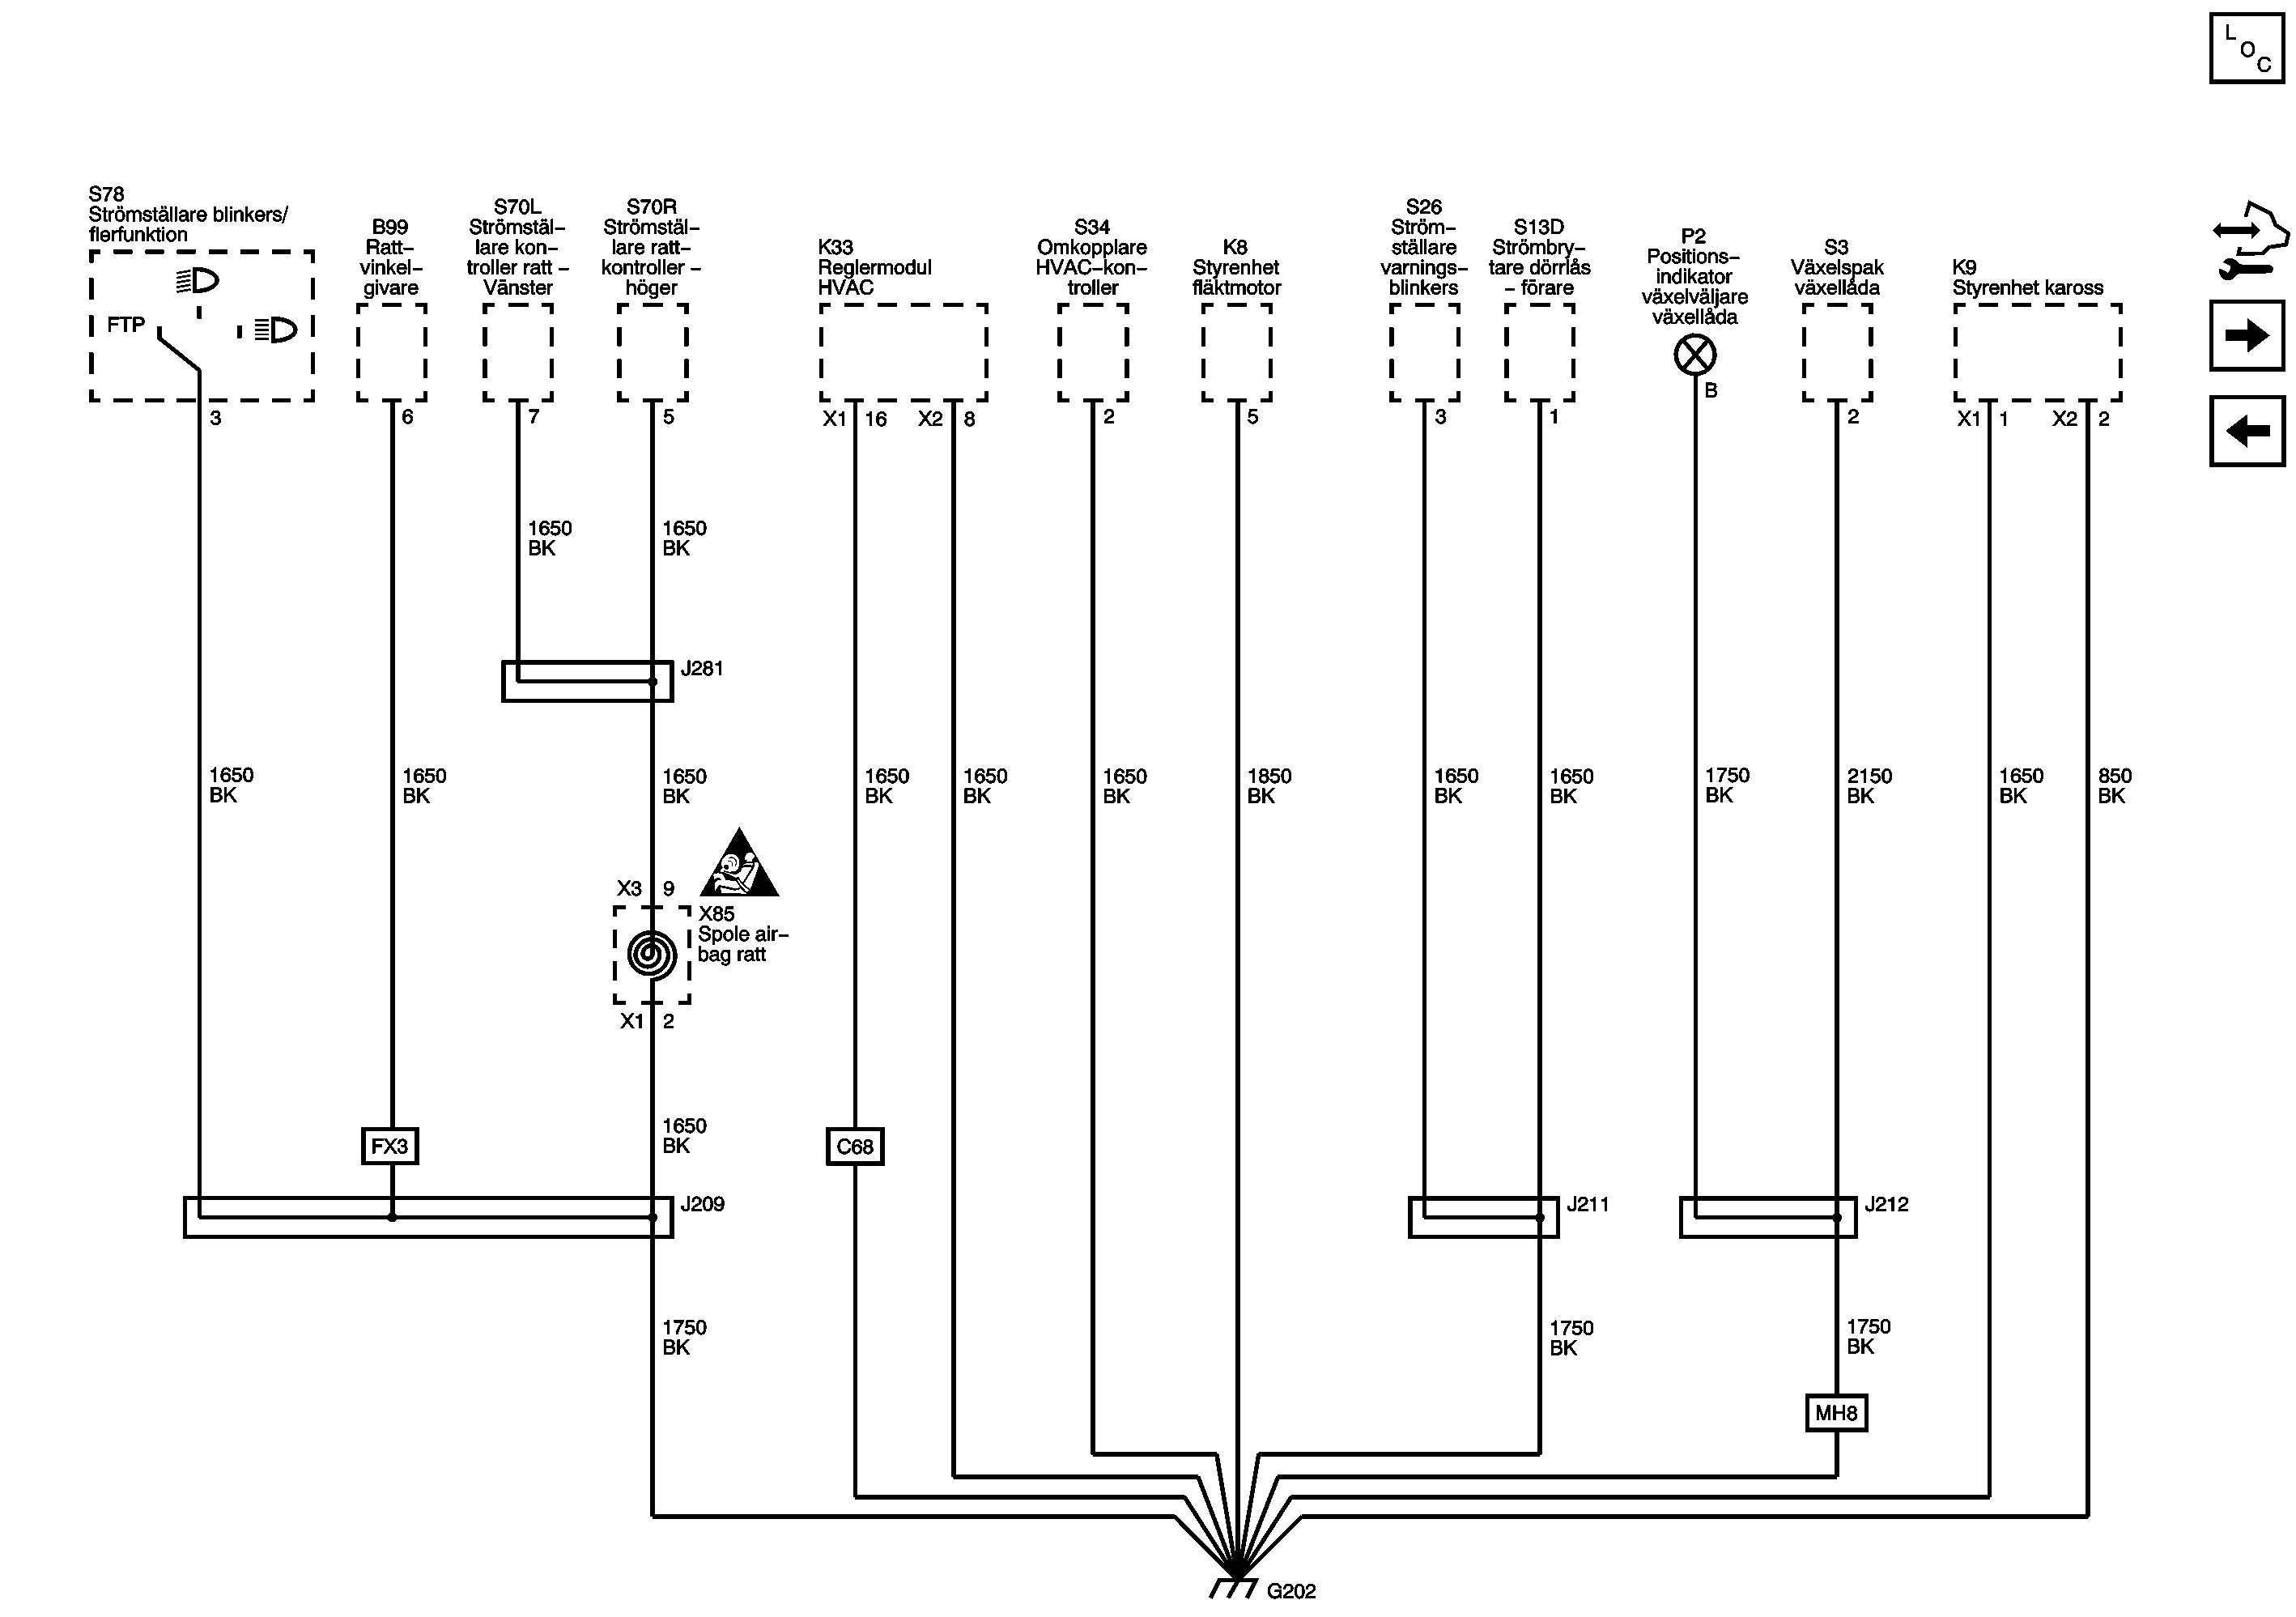 L
O
C
S78
Strömställare blinkers/
flerfunktion
FTP
3
B99
Ratt–
vinkel–
givare
6
S70L
Strömstäl–
lare kon–
troller ratt –
Vänster
7
S70R
Strömstäl–
lare ratt–
kontroller –
höger
5
K33
Reglermodul
HVAC
X1 16 X2 8
S34
Omkopplare
HVAC–kon–
troller
2
K8
Styrenhet
fläktmotor
5
S26
Ström–
ställare
varnings–
blinkers
3
S13D
Strömbry–
tare dörrlås
– förare
1
P2
Positions–
indikator
växelväljare
växellåda
B
S3
Växelspak
växellåda
2
K9
Styrenhet kaross
X1 1 X2 2
1650
BK
1650
BK
J281
1650
BK
1650
BK
1650
BK
1650
BK
1650
BK
1650
BK
1850
BK
1650
BK
1650
BK
1750
BK
2150
BK
1650
BK
850
BK
X3 9
X85
Spole air–
bag ratt
X1 2
1650
BK
FX3
C68
J209
J211
J212
1750
BK
1750
BK
1750
BK
MH8
G202